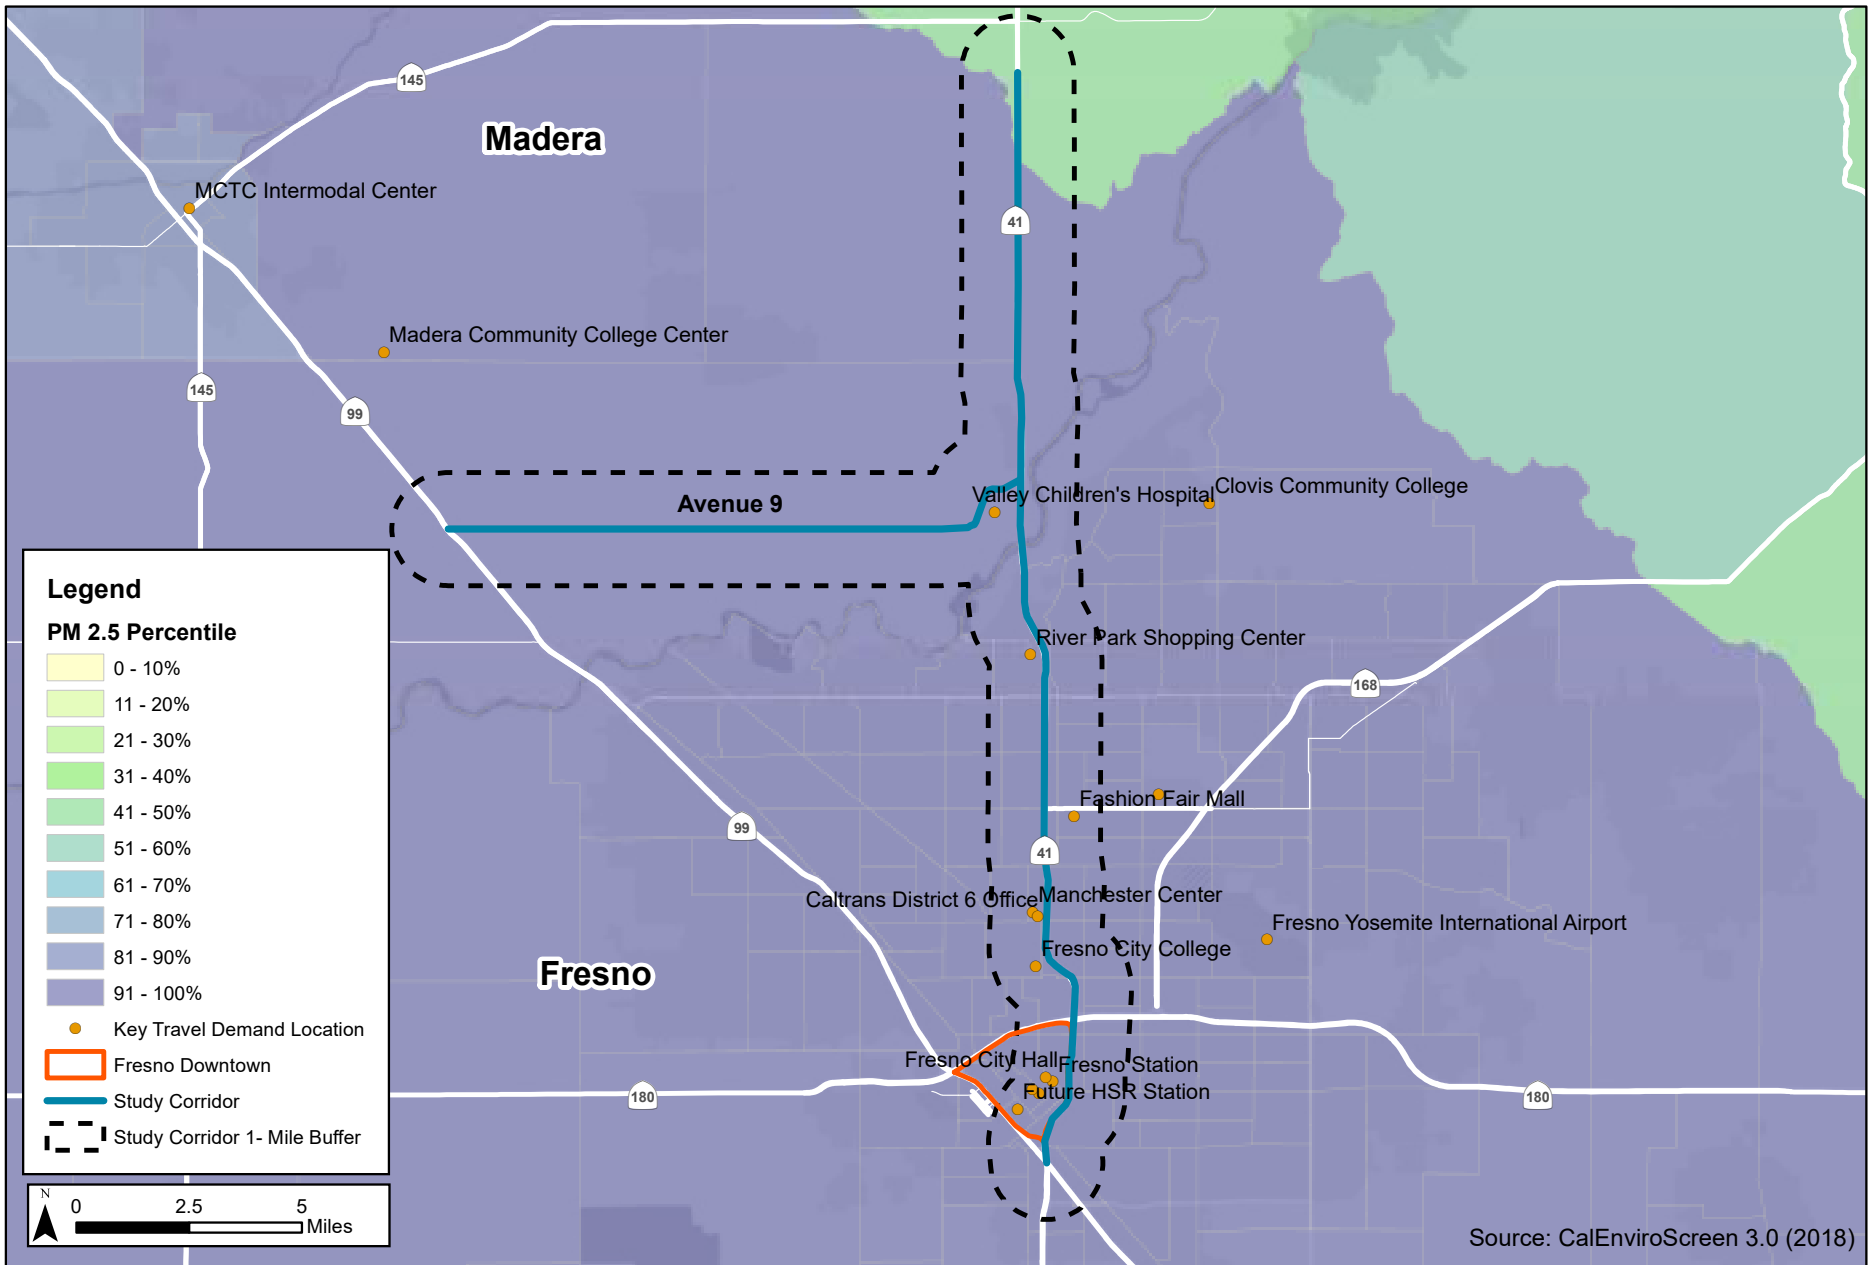 145
Madera
MCTC Intermodal Center
41
Madera Community College Center
145
99
Avenue 9
Valley Children's Hospital
Clovis Community College
River Park Shopping Center
168
Fashion Fair Mall
99
41
Caltrans District 6 Office
Manchester Center
Fresno Yosemite International Airport
Fresno City College
Fresno
Fresno City Hall
Fresno Station
Future HSR Station
180
180
Legend
PM 2.5 Percentile
0 - 10%
11 - 20%
21 - 30%
31 - 40%
41 - 50%
51 - 60%
61 - 70%
71 - 80%
81 - 90%
91 - 100%
Key Travel Demand Location
Fresno Downtown
Study Corridor
Study Corridor 1- Mile Buffer
N
0 2.5 5
Miles
Source: CalEnviroScreen 3.0 (2018)